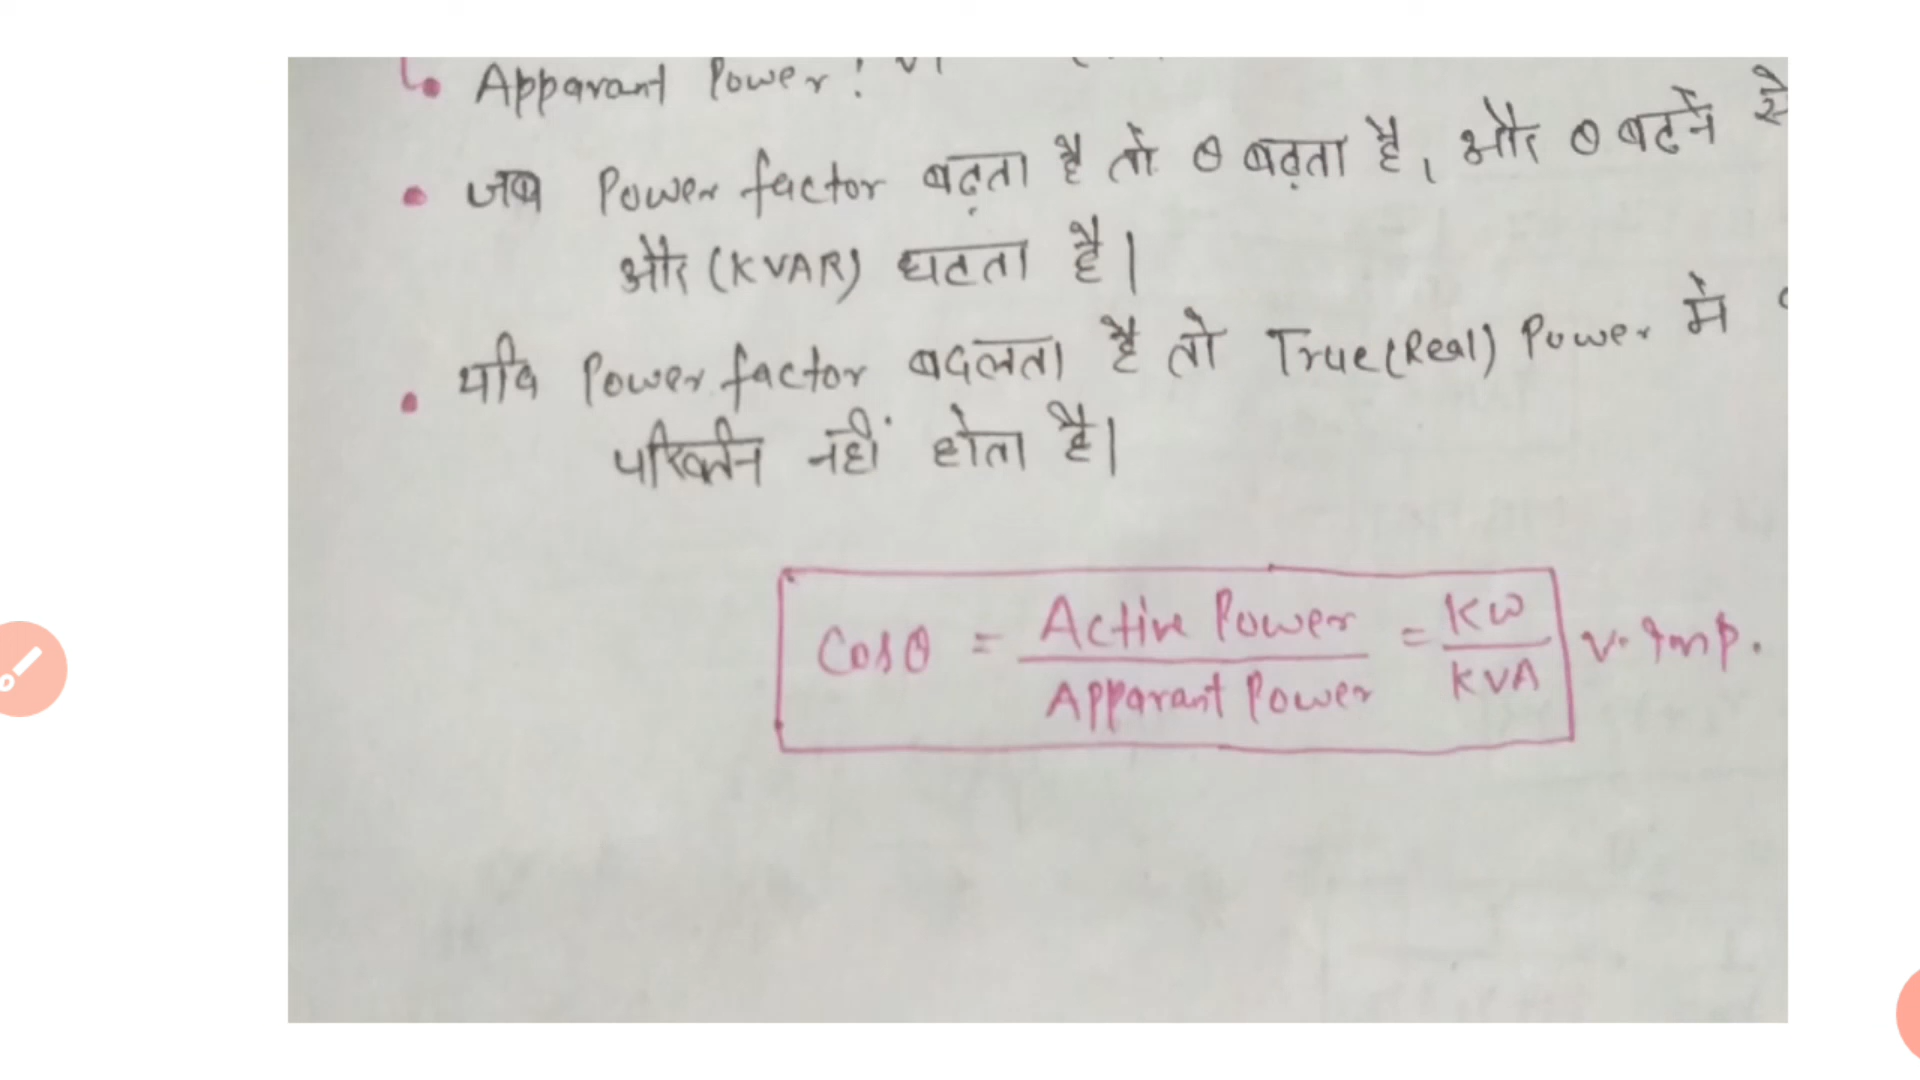 Apparant Power :
• जब Power factor बढ़ता है तो θ बढ़ता है, और θ बढने से
और (KVAR) घटता है।
• यदि Power factor बदलता है तो True (Real) Power मे
परिवर्तन नहीं होता है।
Cosθ = Active Power / Apparant Power = KW / KVA V. Imp.